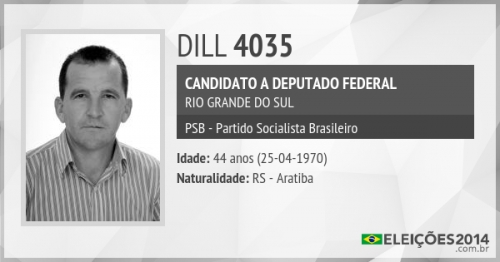 DILL 4035
CANDIDATO A DEPUTADO FEDERAL
RIO GRANDE DO SUL
PSB - Partido Socialista Brasileiro
Idade: 44 anos (25-04-1970)
Naturalidade: RS - Aratiba
ELEIÇÕES2014
.com.br